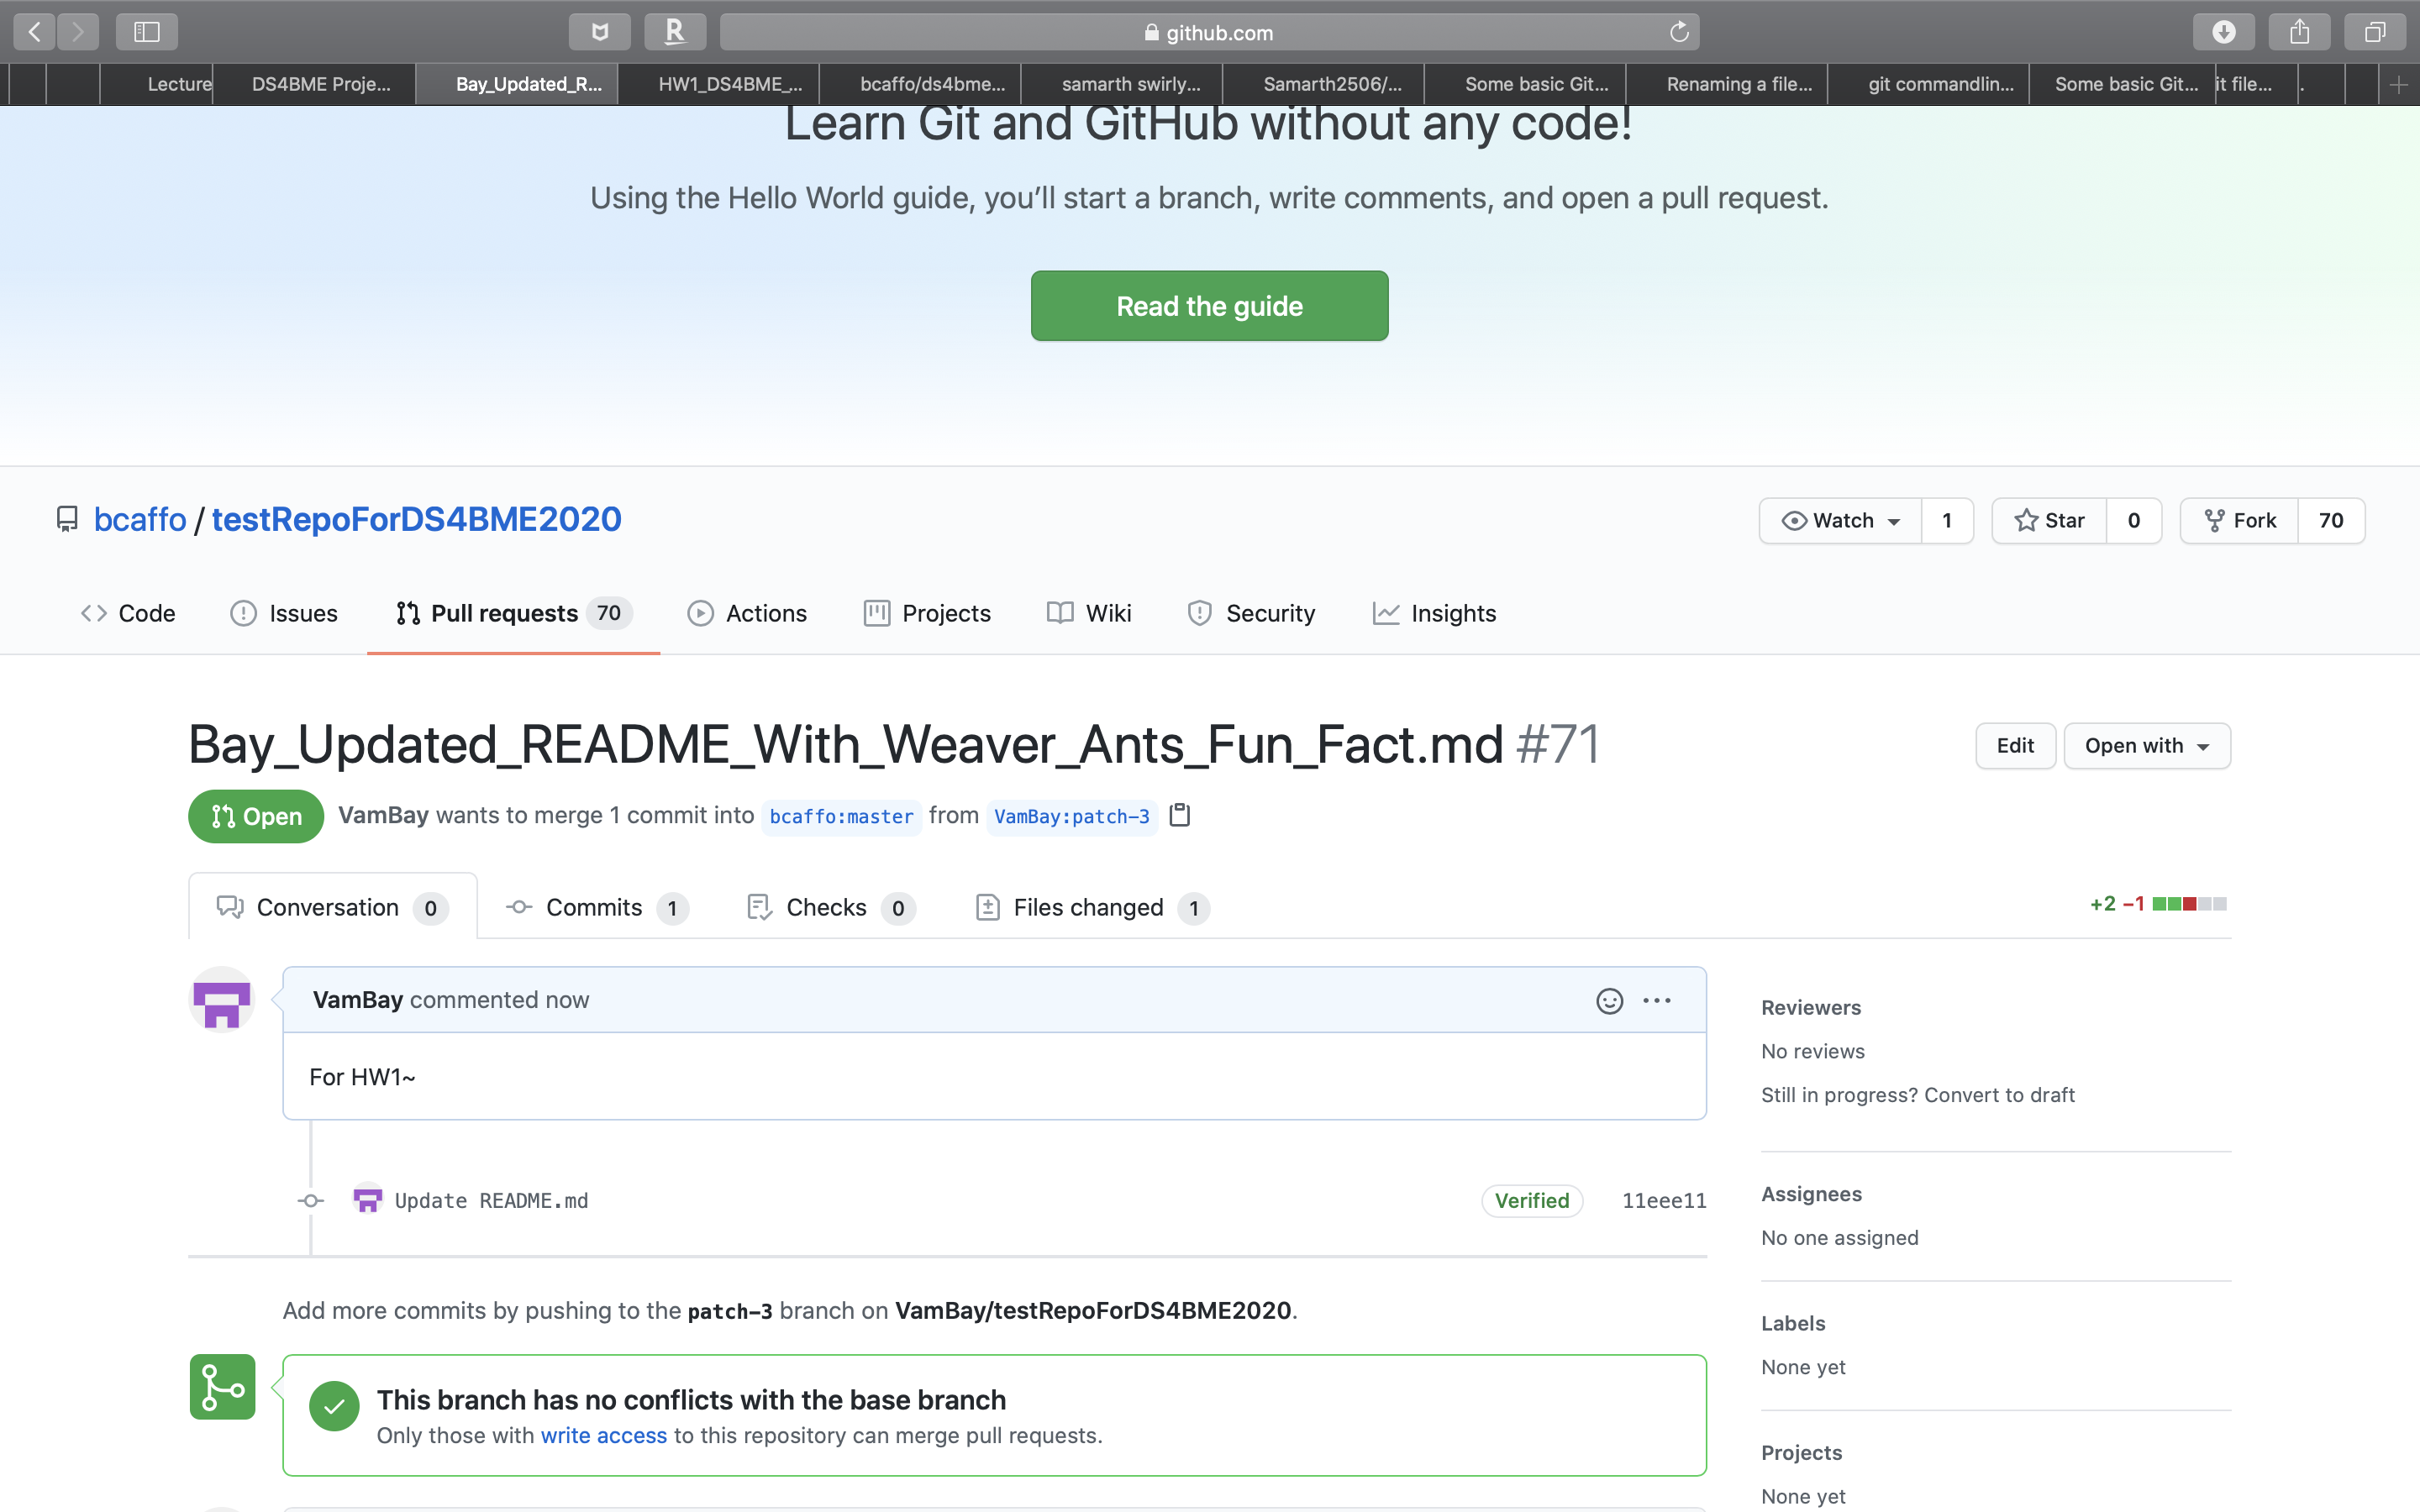 github.com
Lecture DS4BME Proje... Bay_Updated_R... HW1_DS4BME_... bcaffo/ds4bme... samarth swirly... Samarth2506/... Some basic Git... Renaming a file... git commandlin... Some basic Git... it file... .
Learn Git and GitHub without any code!
Using the Hello World guide, you’ll start a branch, write comments, and open a pull request.
Read the guide
bcaffo / testRepoForDS4BME2020
Watch 1 Star 0 Fork 70
Code Issues Pull requests 70 Actions Projects Wiki Security Insights
Bay_Updated_README_With_Weaver_Ants_Fun_Fact.md #71
Edit Open with
Open VamBay wants to merge 1 commit into bcaffo:master from VamBay:patch-3
Conversation 0 Commits 1 Checks 0 Files changed 1
+2 −1
VamBay commented now
For HW1~
Update README.md Verified 11eee11
Add more commits by pushing to the patch-3 branch on VamBay/testRepoForDS4BME2020.
This branch has no conflicts with the base branch
Only those with write access to this repository can merge pull requests.
Reviewers
No reviews
Still in progress? Convert to draft
Assignees
No one assigned
Labels
None yet
Projects
None yet